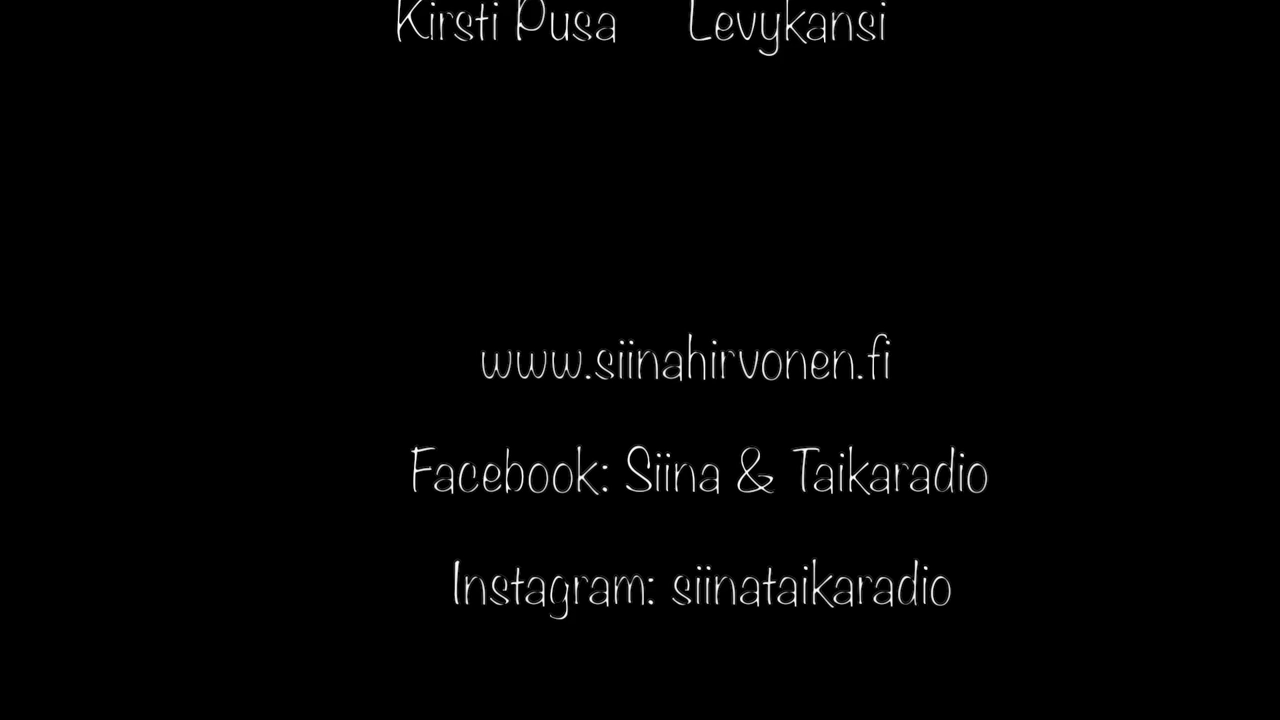 Kirsti Pusa Levykansi
www.siinahirvonen.fi
Facebook: Siina & Taikaradio
Instagram: siinataikaradio